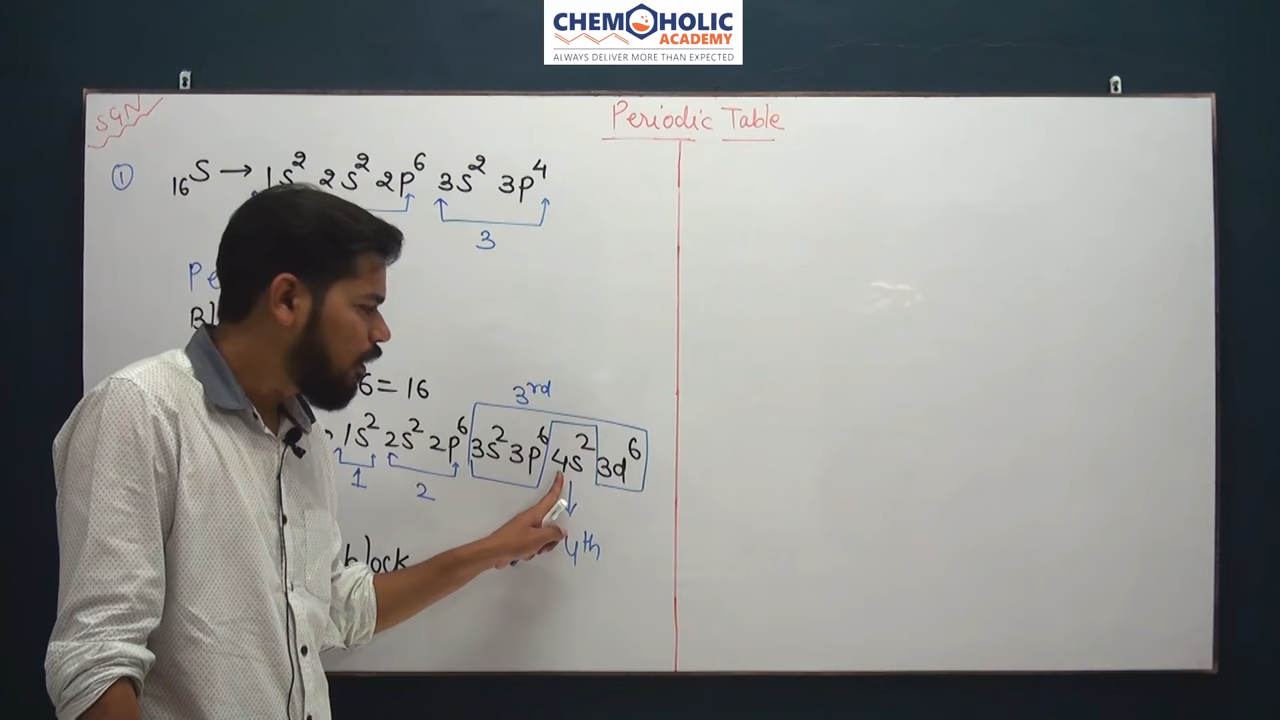 CHEMOHOLIC
ACADEMY
ALWAYS DELIVER MORE THAN EXPECTED
SGN
Periodic Table
① ₁₆S → 1s² 2s² 2p⁶ 3s² 3p⁴
3
6 = 16
3rd
1s² 2s² 2p⁶ 3s² 3p⁶ 4s² 3d⁶
1 2
4th
block